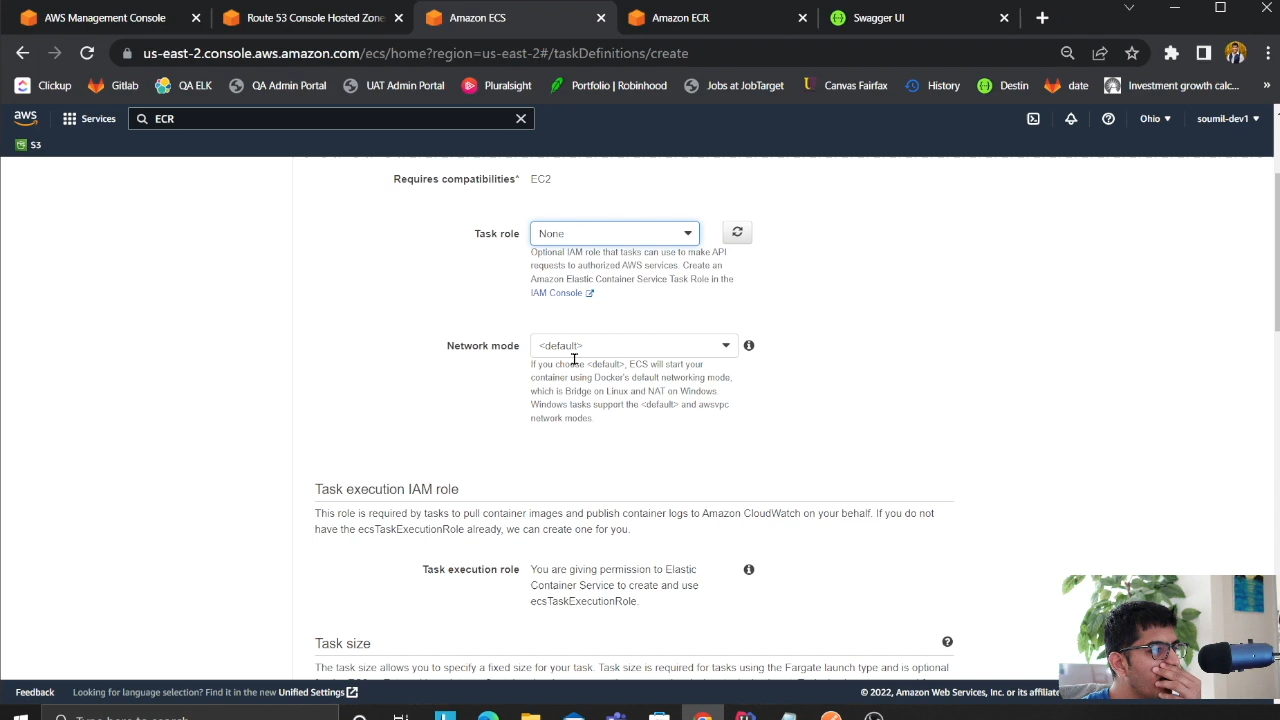 AWS Management Console
Route 53 Console Hosted Zone
Amazon ECS
Amazon ECR
Swagger UI
us-east-2.console.aws.amazon.com/ecs/home?region=us-east-2#/taskDefinitions/create
Clickup
Gitlab
QA ELK
QA Admin Portal
UAT Admin Portal
Pluralsight
Portfolio | Robinhood
Jobs at JobTarget
Canvas Fairfax
History
Destin
date
Investment growth calc...
»
aws
Services
ECR
Ohio
soumil-dev1
S3
Requires compatibilities*
EC2
Task role
None
Optional IAM role that tasks can use to make API
requests to authorized AWS services. Create an
Amazon Elastic Container Service Task Role in the
IAM Console
Network mode
<default>
If you choose <default>, ECS will start your
container using Docker's default networking mode,
which is Bridge on Linux and NAT on Windows.
Windows tasks support the <default> and awsvpc
network modes.
Task execution IAM role
This role is required by tasks to pull container images and publish container logs to Amazon CloudWatch on your behalf. If you do not
have the ecsTaskExecutionRole already, we can create one for you.
Task execution role
You are giving permission to Elastic
Container Service to create and use
ecsTaskExecutionRole.
Task size
The task size allows you to specify a fixed size for your task. Task size is required for tasks using the Fargate launch type and is optional
Feedback
Looking for language selection? Find it in the new Unified Settings
© 2022, Amazon Web Services, Inc. or its affiliate
Type here to search